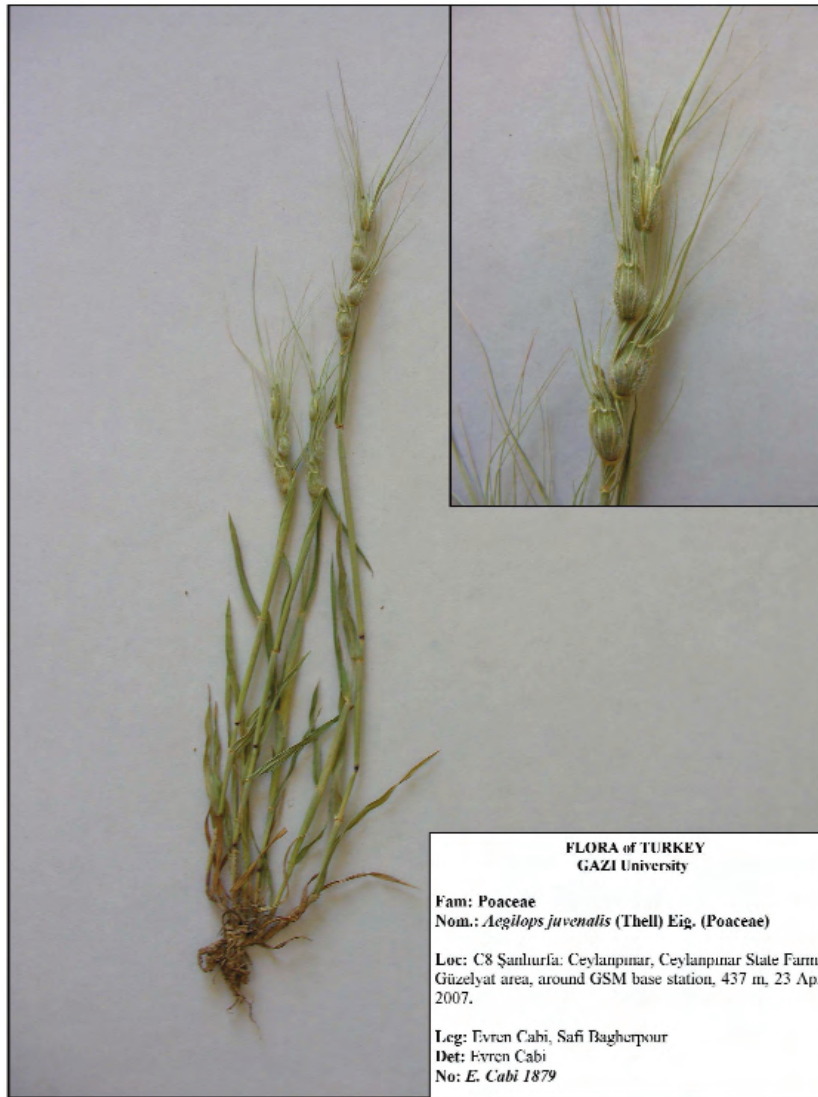 FLORA of TURKEY
GAZI University
Fam: Poaceae
Nom.: Aegilops juvenalis (Thell) Eig. (Poaceae)
Loc: C8 Şanlıurfa: Ceylanpınar, Ceylanpınar State Farm
Güzelyat area, around GSM base station, 437 m, 23 Ap
2007.
Leg: Evren Cabi, Safi Bagherpour
Det: Evren Cabi
No: E. Cabi 1879